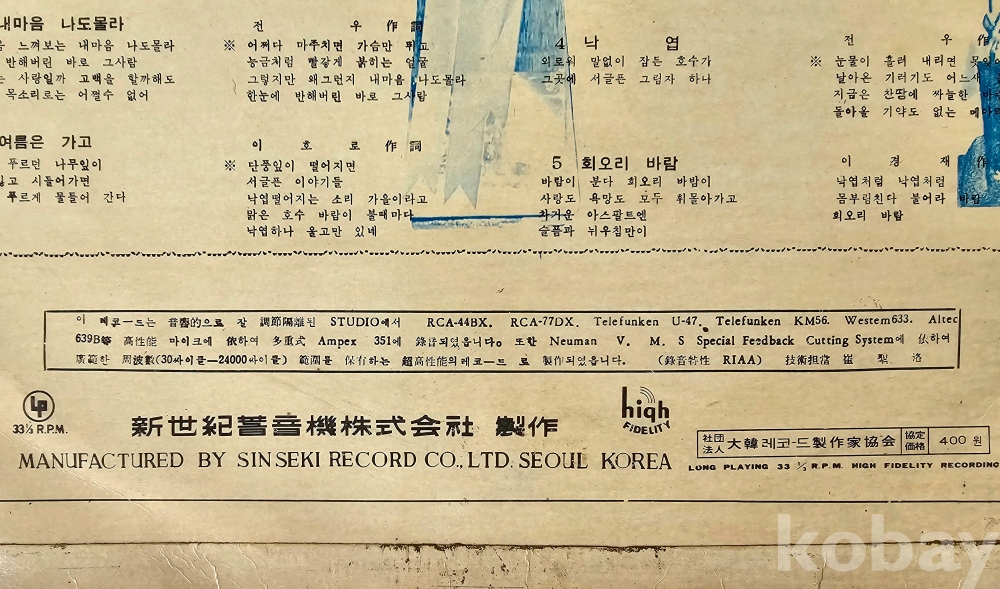 내마음 나도몰라
전 우 作詞
느껴보는 내마음 나도몰라
반해버린 바로 그사람
사랑일까 고백을 할까해도
목소리로는 어쩔수 없어
※ 어쩌다 마주치면 가슴만 뛰고
능금처럼 빨갛게 붉히는 얼굴
그렇지만 왜그런지 내마음 나도몰라
한눈에 반해버린 바로 그사람
여름은 가고
이 호 로 作詞
푸르던 나무잎이
잃고 시들어가면
푸르게 물들어 간다
※ 단풍잎이 떨어지면
서글픈 이야기들
낙엽떨어지는 소리 가을이라고
맑은 호수 바람이 불때마다
낙엽하나 울고만 있네
4 낙 엽
전 우 作
외로워 말없이 잠든 호수가
그곳에 서글픈 그림자 하나
※ 눈물이 흘러 내리면
날아온 기러기도 어느새
지금은 찬땅에 싸늘한
돌아올 기약도 없는
5 회오리 바람
이 경 재 作
바람이 분다 회오리 바람이
사랑도 욕망도 모두 휘몰아가고
차거운 아스팔트엔
슬픔과 뉘우침만이
낙엽처럼 낙엽처럼
몸부림친다 불어라 바람
회오리 바람
이 레코ー드는 音響的으로 잘 調節隔離된 STUDIO에서 RCA-44BX. RCA-77DX. Telefunken U-47. Telefunken KM56. Westem633. Altec
639B等 高性能 마이크에 依하여 多重式 Ampex 351에 錄音되었읍니다。 또한 Neuman V. M. S Special Feedback Cutting System에 依하여
廣範한 周波數(30싸이클ー24000싸이클) 範圍를 保有하는 超高性能의레코ー드로 製作되었읍니다. (錄音特性 RIAA) 技術担當 崔 聖 洛
LP
33⅓ R.P.M.
新世紀蓄音機株式会社 製作
high
FiDELITY
MANUFACTURED BY SINSEKI RECORD CO., LTD. SEOUL KOREA
社団法人 大韓레코ー드製作家協会 協定価格 400 원
LONG PLAYING 33 ⅓ R.P.M. HIGH FIDELITY RECORDING
kobay